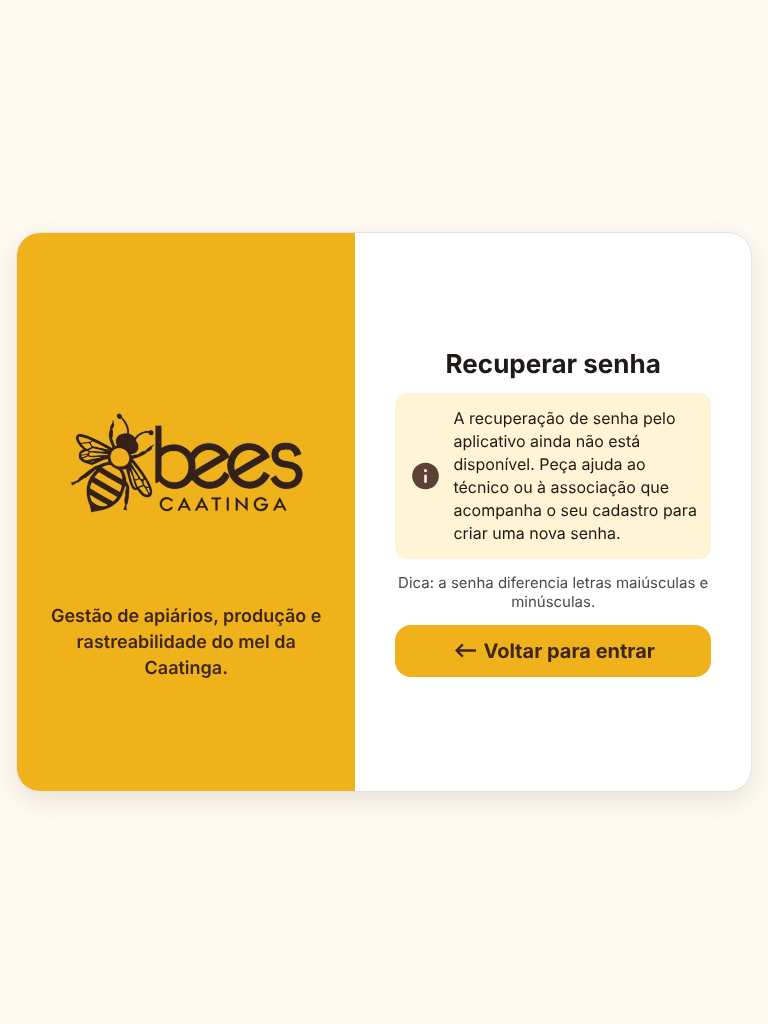 bees
CAATINGA
Gestão de apiários, produção e
rastreabilidade do mel da
Caatinga.
Recuperar senha
A recuperação de senha pelo
aplicativo ainda não está
disponível. Peça ajuda ao
técnico ou à associação que
acompanha o seu cadastro para
criar uma nova senha.
Dica: a senha diferencia letras maiúsculas e
minúsculas.
Voltar para entrar